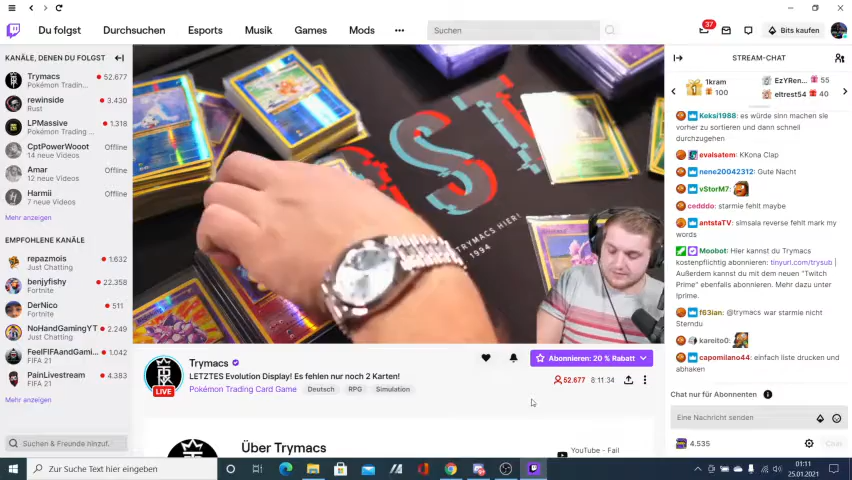 Du folgst
Durchsuchen
Esports
Musik
Games
Mods
Suchen
37
Bits kaufen
KANÄLE, DENEN DU FOLGST
Trymacs 52.677
Pokémon Tradin...
rewinside 3.430
Rust
LPMassive 1.318
Pokémon Trading ...
CptPowerWooot Offline
14 neue Videos
Amar Offline
12 neue Videos
Harmii Offline
7 neue Videos
Mehr anzeigen
EMPFOHLENE KANÄLE
repazmois 1.632
Just Chatting
benjyfishy 22.358
Fortnite
DerNico 511
Fortnite
NoHandGamingYT 2.249
Just Chatting
FeelFIFAandGami... 1.042
FIFA 21
PainLivestream 4.383
FIFA 21
Mehr anzeigen
Suchen & Freunde hinzuf.
TRYMACS HIER!
1994
LIVE
Trymacs
LETZTES Evolution Display! Es fehlen nur noch 2 Karten!
Pokémon Trading Card Game Deutsch RPG Simulation
Abonnieren: 20 % Rabatt
52.677 8:11:34
Über Trymacs
YouTube - Fail
STREAM-CHAT
1kram
100
EzYRen... 55
eltrest54 40
Keksi1988: es würde sinn machen sie
vorher zu sortieren und dann schnell
durchzugehen
evalsatem: KKona Clap
nene20042312: Gute Nacht
vStorM7:
cedddo: starmie fehlt maybe
antstaTV: simsala reverse fehlt mark my
words
Moobot: Hier kannst du Trymacs
kostenpflichtig abonnieren: tinyurl.com/trysub |
Außerdem kannst du mit dem neuen "Twitch
Prime" ebenfalls abonnieren. Mehr dazu unter
!prime.
f63ian: @trymacs war starmie nicht
Sterndu
kareito0:
capomilano44: einfach liste drucken und
abhaken
Chat nur für Abonnenten
Eine Nachricht senden
4.535
Chat
Zur Suche Text hier eingeben
01:11
25.01.2021